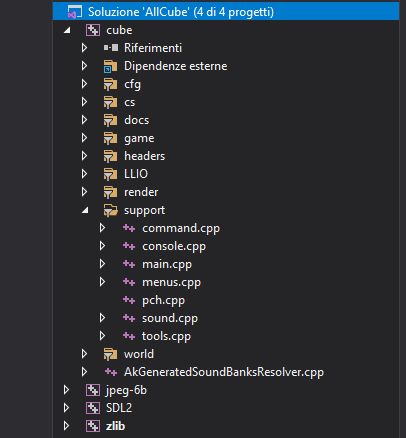 Soluzione 'AllCube' (4 di 4 progetti)
cube
Riferimenti
Dipendenze esterne
cfg
cs
docs
game
headers
LLIO
render
support
command.cpp
console.cpp
main.cpp
menus.cpp
pch.cpp
sound.cpp
tools.cpp
world
AkGeneratedSoundBanksResolver.cpp
jpeg-6b
SDL2
zlib